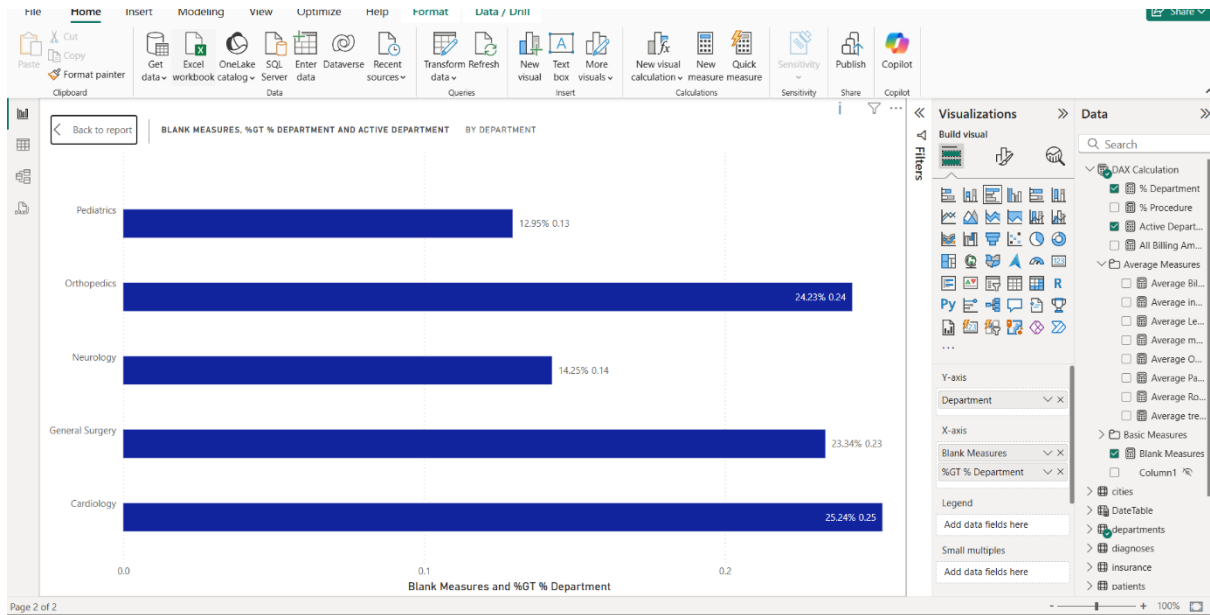 File Home Insert Modeling View Optimize Help Format Data / Drill Share
Paste
Cut
Copy
Format painter
Clipboard
Get data
Excel workbook
OneLake catalog
SQL Server
Enter data
Dataverse
Recent sources
Data
Transform data
Refresh
Queries
New visual
Text box
More visuals
Insert
New visual calculation
New measure
Quick measure
Calculations
Sensitivity
Sensitivity
Publish
Share
Copilot
Copilot
Back to report
BLANK MEASURES, %GT % DEPARTMENT AND ACTIVE DEPARTMENT BY DEPARTMENT
Pediatrics 12.95% 0.13
Orthopedics 24.23% 0.24
Neurology 14.25% 0.14
General Surgery 23.34% 0.23
Cardiology 25.24% 0.25
0.0 0.1 0.2
Blank Measures and %GT % Department
Filters
Visualizations
Build visual
123
R
Py
...
Y-axis
Department
X-axis
Blank Measures
%GT % Department
Legend
Add data fields here
Small multiples
Add data fields here
Data
Search
DAX Calculation
% Department
% Procedure
Active Depart...
All Billing Am...
Average Measures
Average Bil...
Average in...
Average Le...
Average m...
Average O...
Average Pa...
Average Ro...
Average tre...
Basic Measures
Blank Measures
Column1
cities
DateTable
departments
diagnoses
insurance
patients
Page 2 of 2
- + 100%